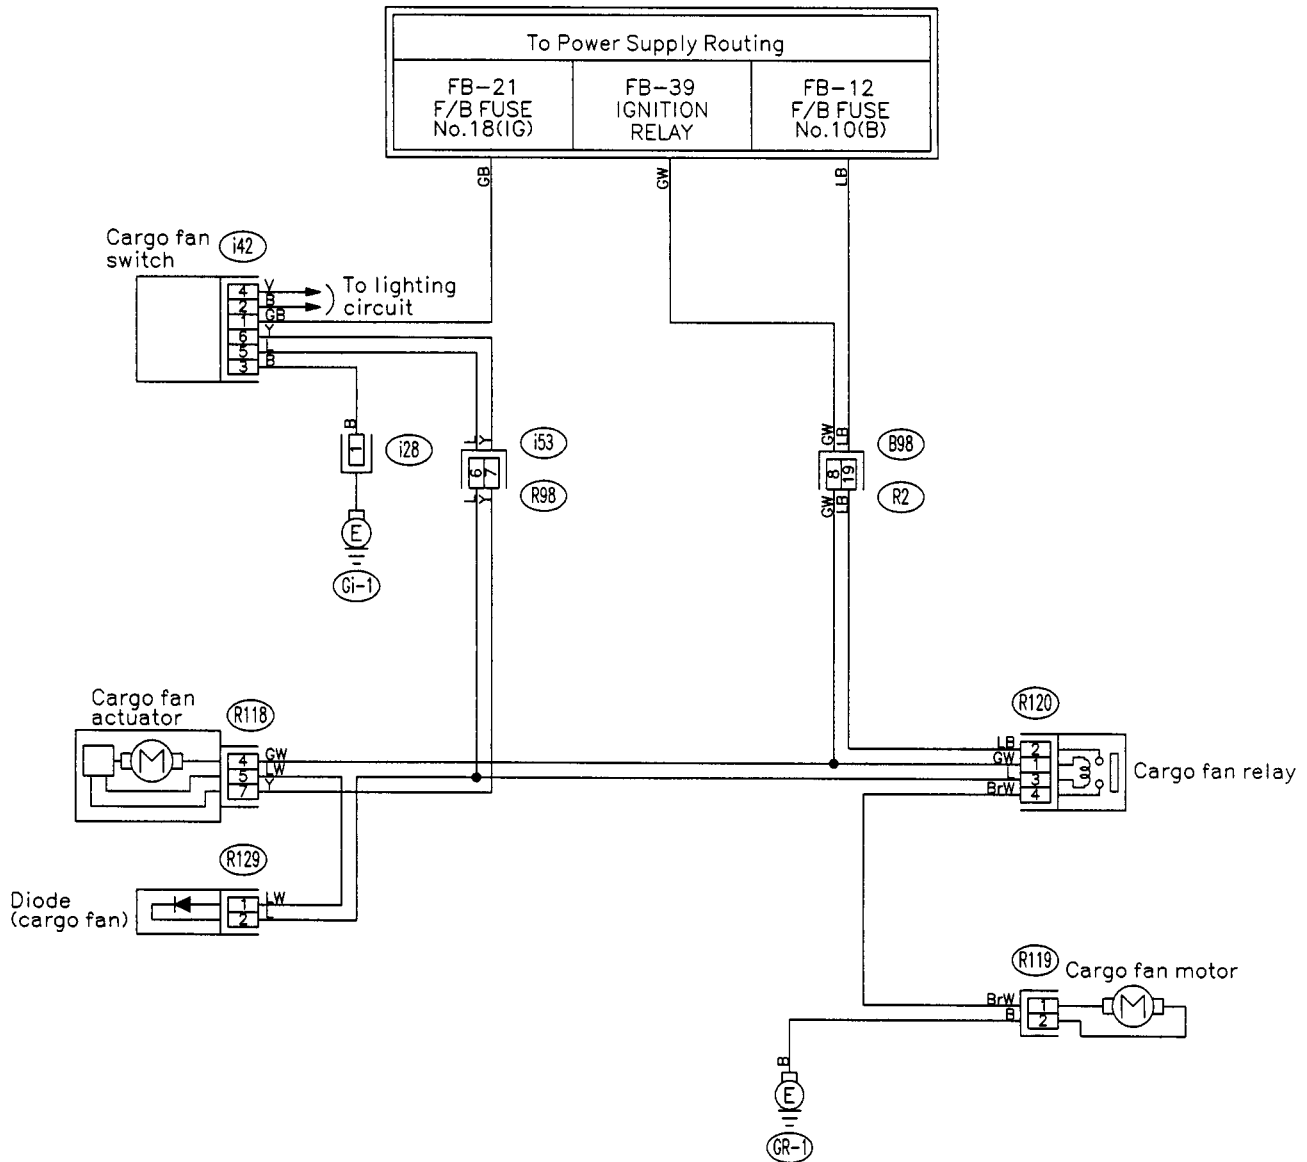 To Power Supply Routing
FB-21
F/B FUSE
No.18(IG)
FB-39
IGNITION
RELAY
FB-12
F/B FUSE
No.10(B)
GB
GW
LB
Cargo fan
switch
i42
4 V
2 B
1 GB
6 Y
5 L
3 B
To lighting
circuit
B
1
i28
E
Gi-1
L Y
6 7
L Y
i53
R98
GW LB
8 19
GW LB
B98
R2
Cargo fan
actuator
R118
M
4 GW
5 LW
7 Y
R120
LB 2
GW 1
L 3
BrW 4
Cargo fan relay
R129
Diode
(cargo fan)
1 LW
2 L
R119
Cargo fan motor
BrW 1
B 2
M
B
E
GR-1